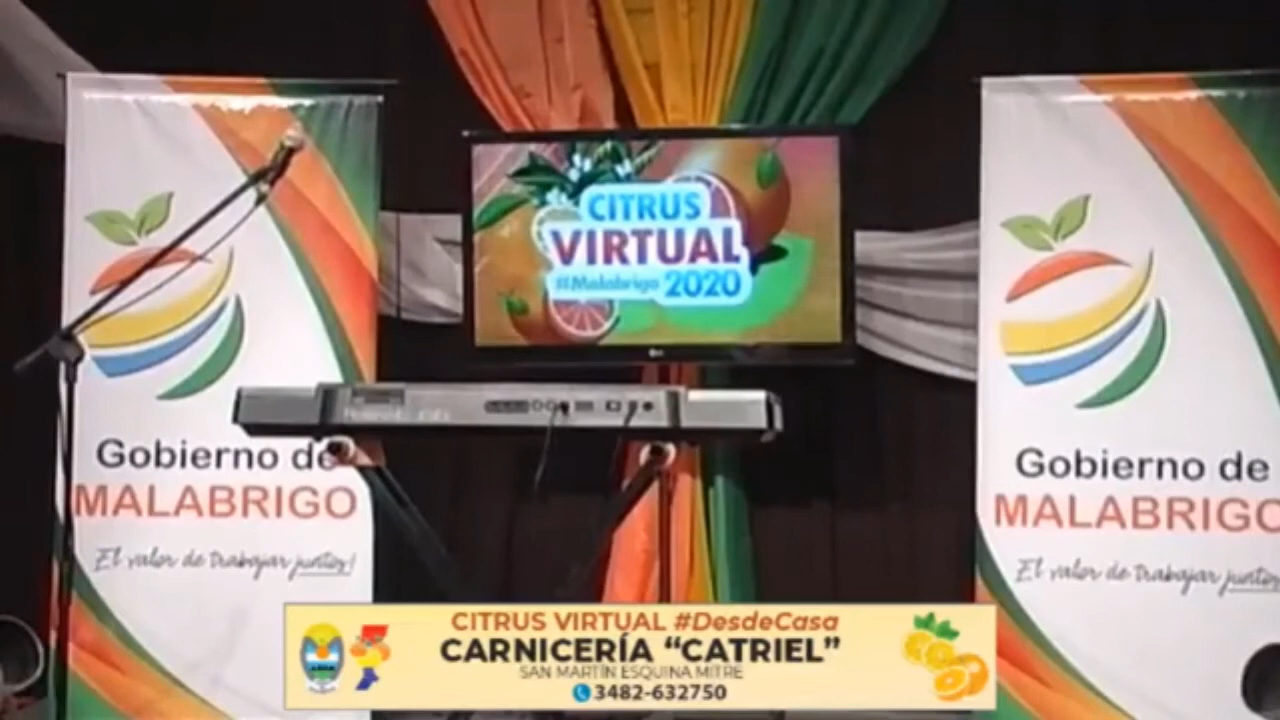 CITRUS
VIRTUAL
#Malabrigo 2020
Gobierno de
MALABRIGO
El valor de trabajar juntos!
Gobierno de
MALABRIGO
El valor de trabajar juntos
CITRUS VIRTUAL #DesdeCasa
CARNICERÍA “CATRIEL”
SAN MARTÍN ESQUINA MITRE
3482-632750